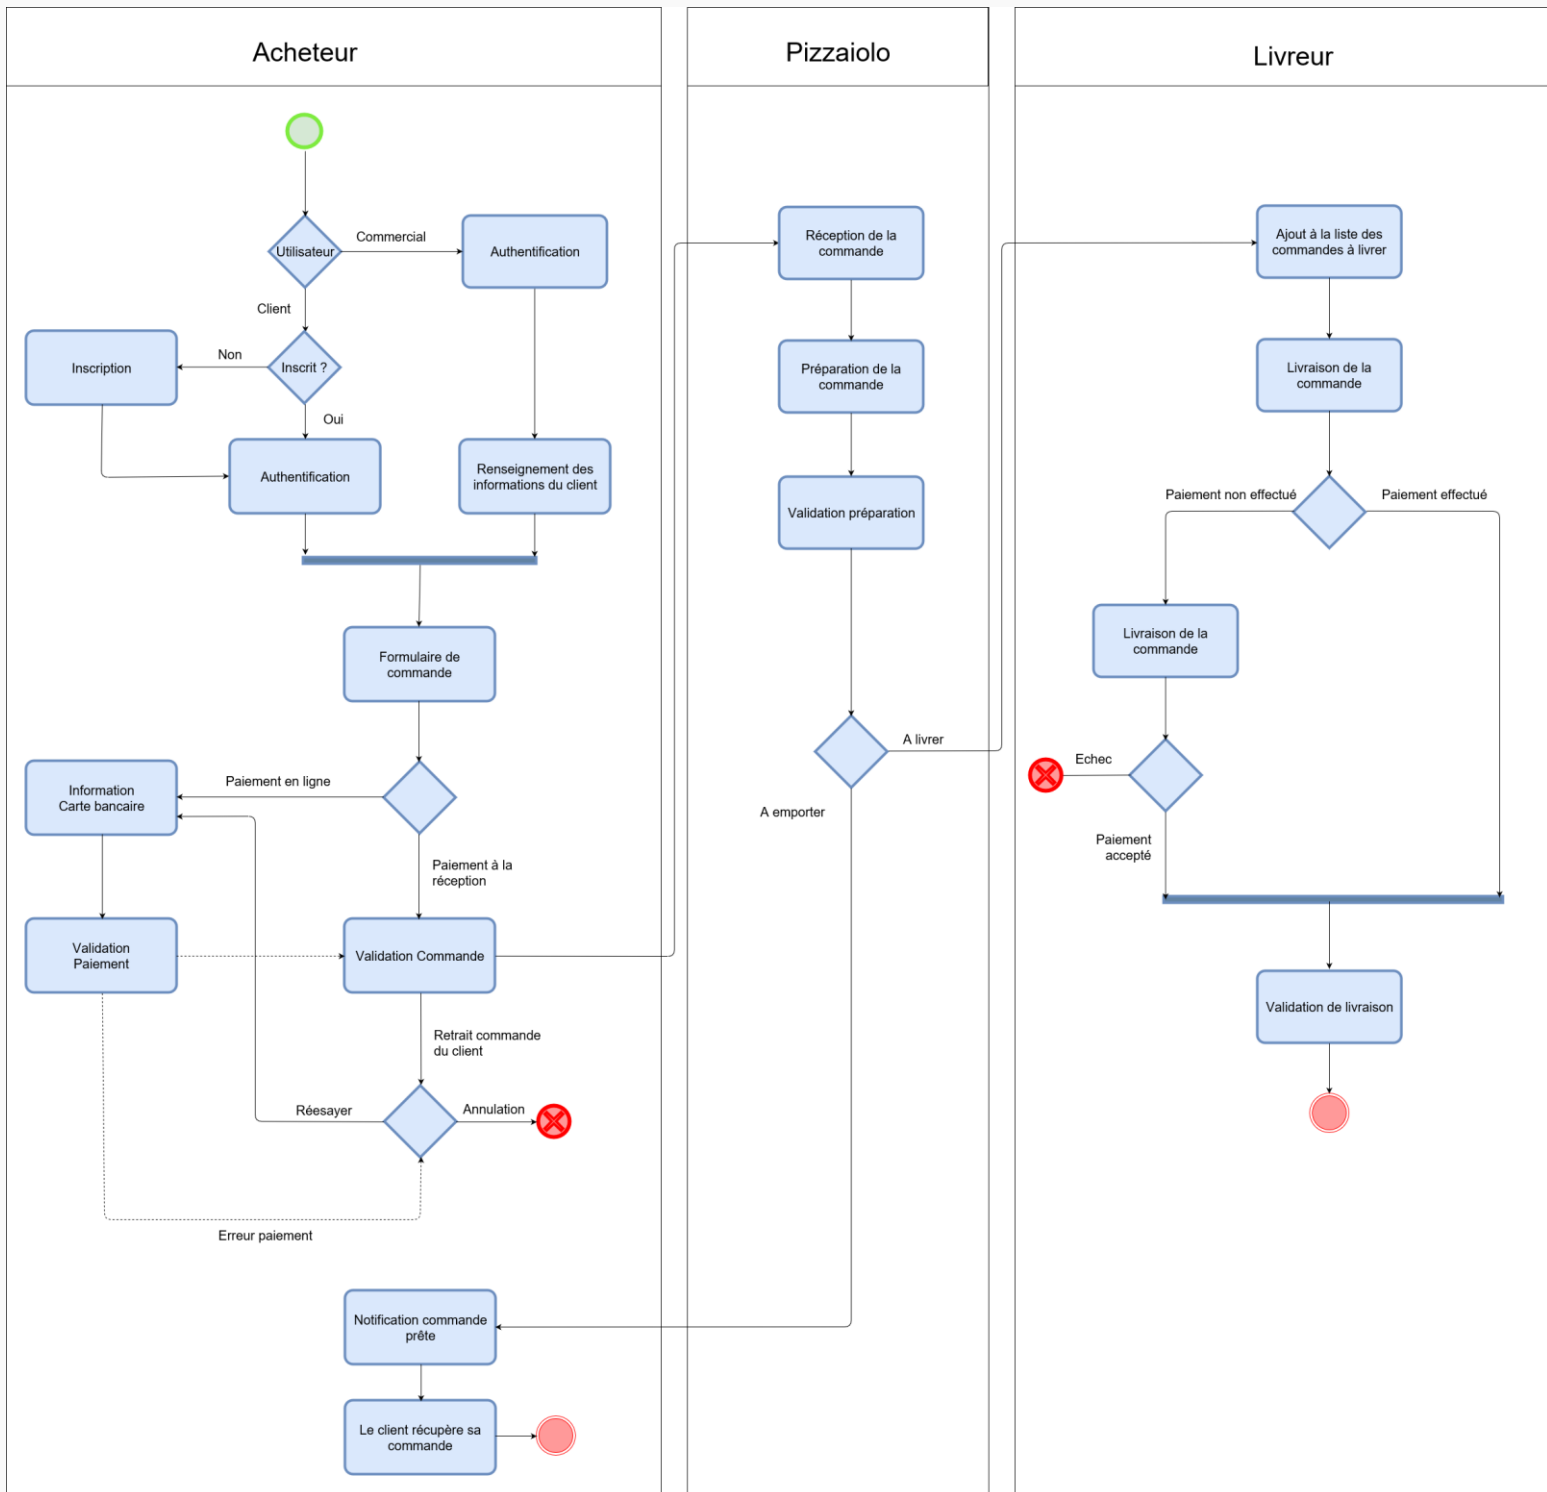 Acheteur
Utilisateur
Commercial
Authentification
Client
Inscription
Non
Inscrit ?
Oui
Authentification
Renseignement des
informations du client
Formulaire de
commande
Information
Carte bancaire
Paiement en ligne
Paiement à la
réception
Validation
Paiement
Validation Commande
Retrait commande
du client
Réesayer
Annulation
Erreur paiement
Notification commande
prête
Le client récupère sa
commande
Pizzaiolo
Réception de la
commande
Préparation de la
commande
Validation préparation
A livrer
A emporter
Livreur
Ajout à la liste des
commandes à livrer
Livraison de la
commande
Paiement non effectué
Paiement effectué
Livraison de la
commande
Echec
Paiement
accepté
Validation de livraison